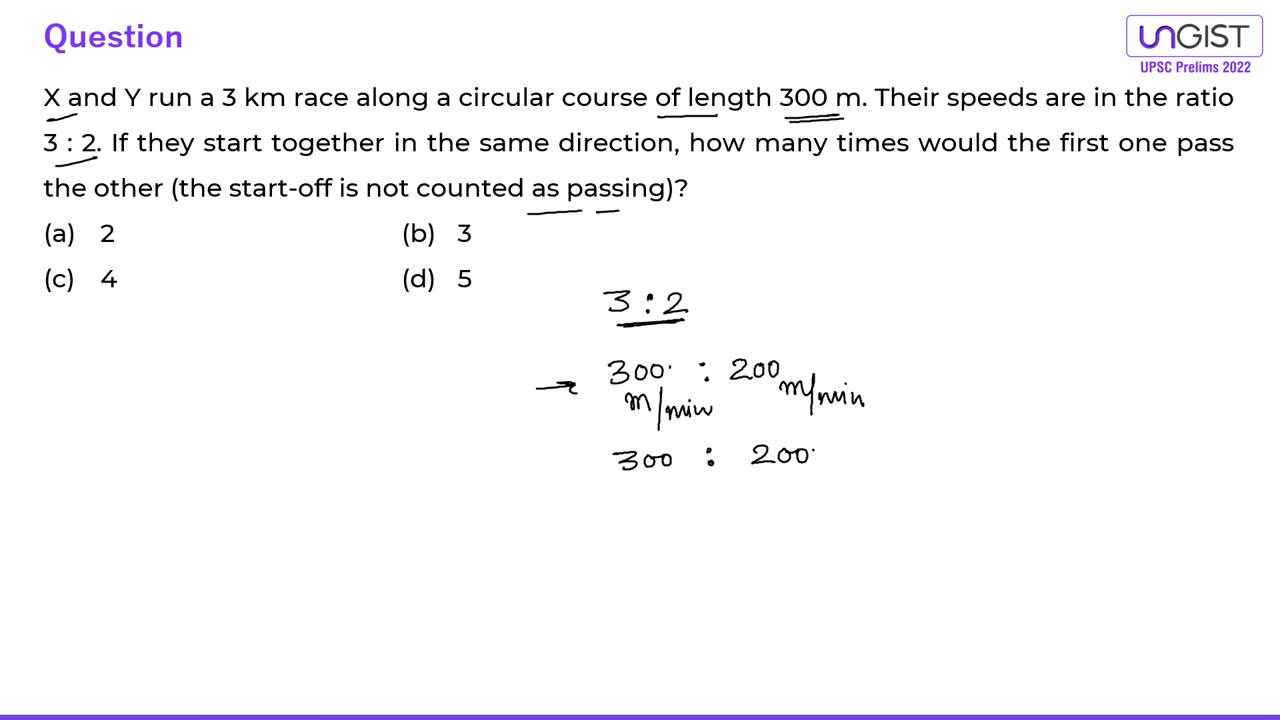 Question
UNGIST
UPSC Prelims 2022
X and Y run a 3 km race along a circular course of length 300 m. Their speeds are in the ratio
3 : 2. If they start together in the same direction, how many times would the first one pass
the other (the start-off is not counted as passing)?
(a) 2 (b) 3
(c) 4 (d) 5
3 : 2
→ 300 : 200
m/min m/min
300 : 200